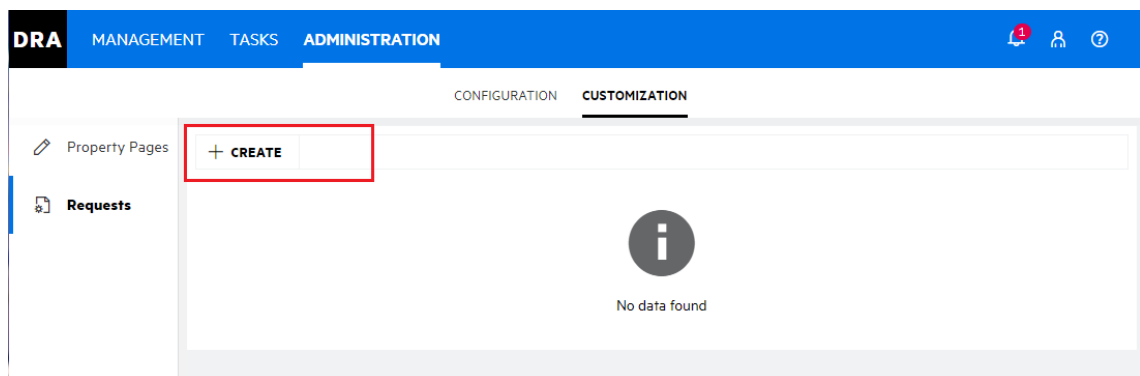 DRA MANAGEMENT TASKS ADMINISTRATION 1
CONFIGURATION CUSTOMIZATION
Property Pages
+ CREATE
Requests
No data found